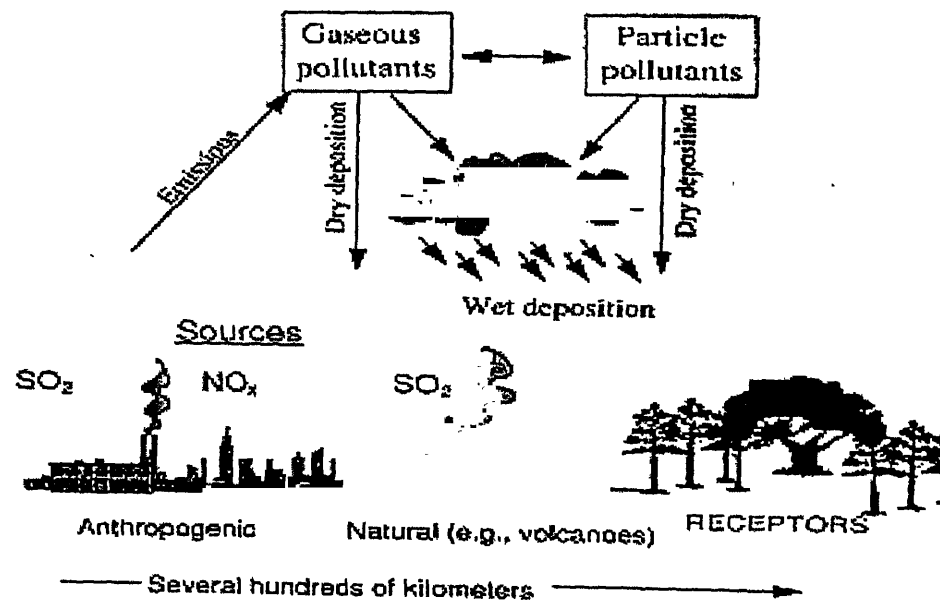 Gaseous
pollutants
Particle
pollutants
Emissions
Dry deposition
Dry deposition
Wet deposition
Sources
SO₂
NOₓ
SO₂
Anthropogenic
Natural (e.g., volcanoes)
RECEPTORS
Several hundreds of kilometers